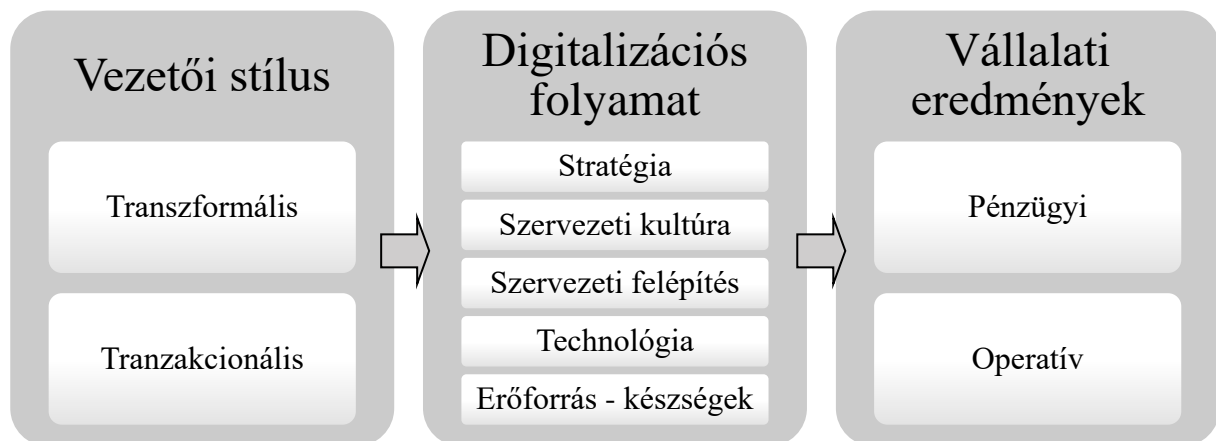 Vezetői stílus
Transzformális
Tranzakcionális
Digitalizációs
folyamat
Stratégia
Szervezeti kultúra
Szervezeti felépítés
Technológia
Erőforrás - készségek
Vállalati
eredmények
Pénzügyi
Operatív